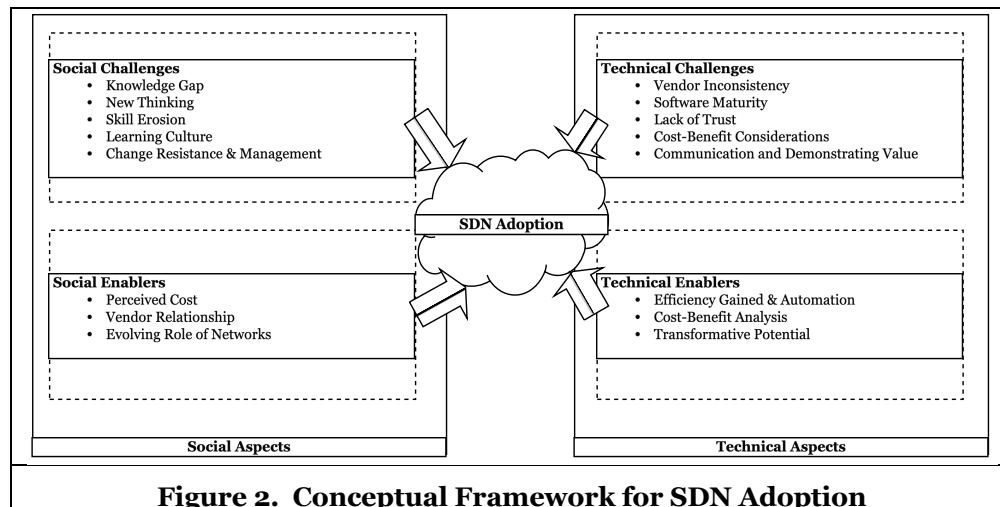 Social Challenges
• Knowledge Gap
• New Thinking
• Skill Erosion
• Learning Culture
• Change Resistance & Management
Technical Challenges
• Vendor Inconsistency
• Software Maturity
• Lack of Trust
• Cost-Benefit Considerations
• Communication and Demonstrating Value
SDN Adoption
Social Enablers
• Perceived Cost
• Vendor Relationship
• Evolving Role of Networks
Technical Enablers
• Efficiency Gained & Automation
• Cost-Benefit Analysis
• Transformative Potential
Social Aspects
Technical Aspects
Figure 2. Conceptual Framework for SDN Adoption